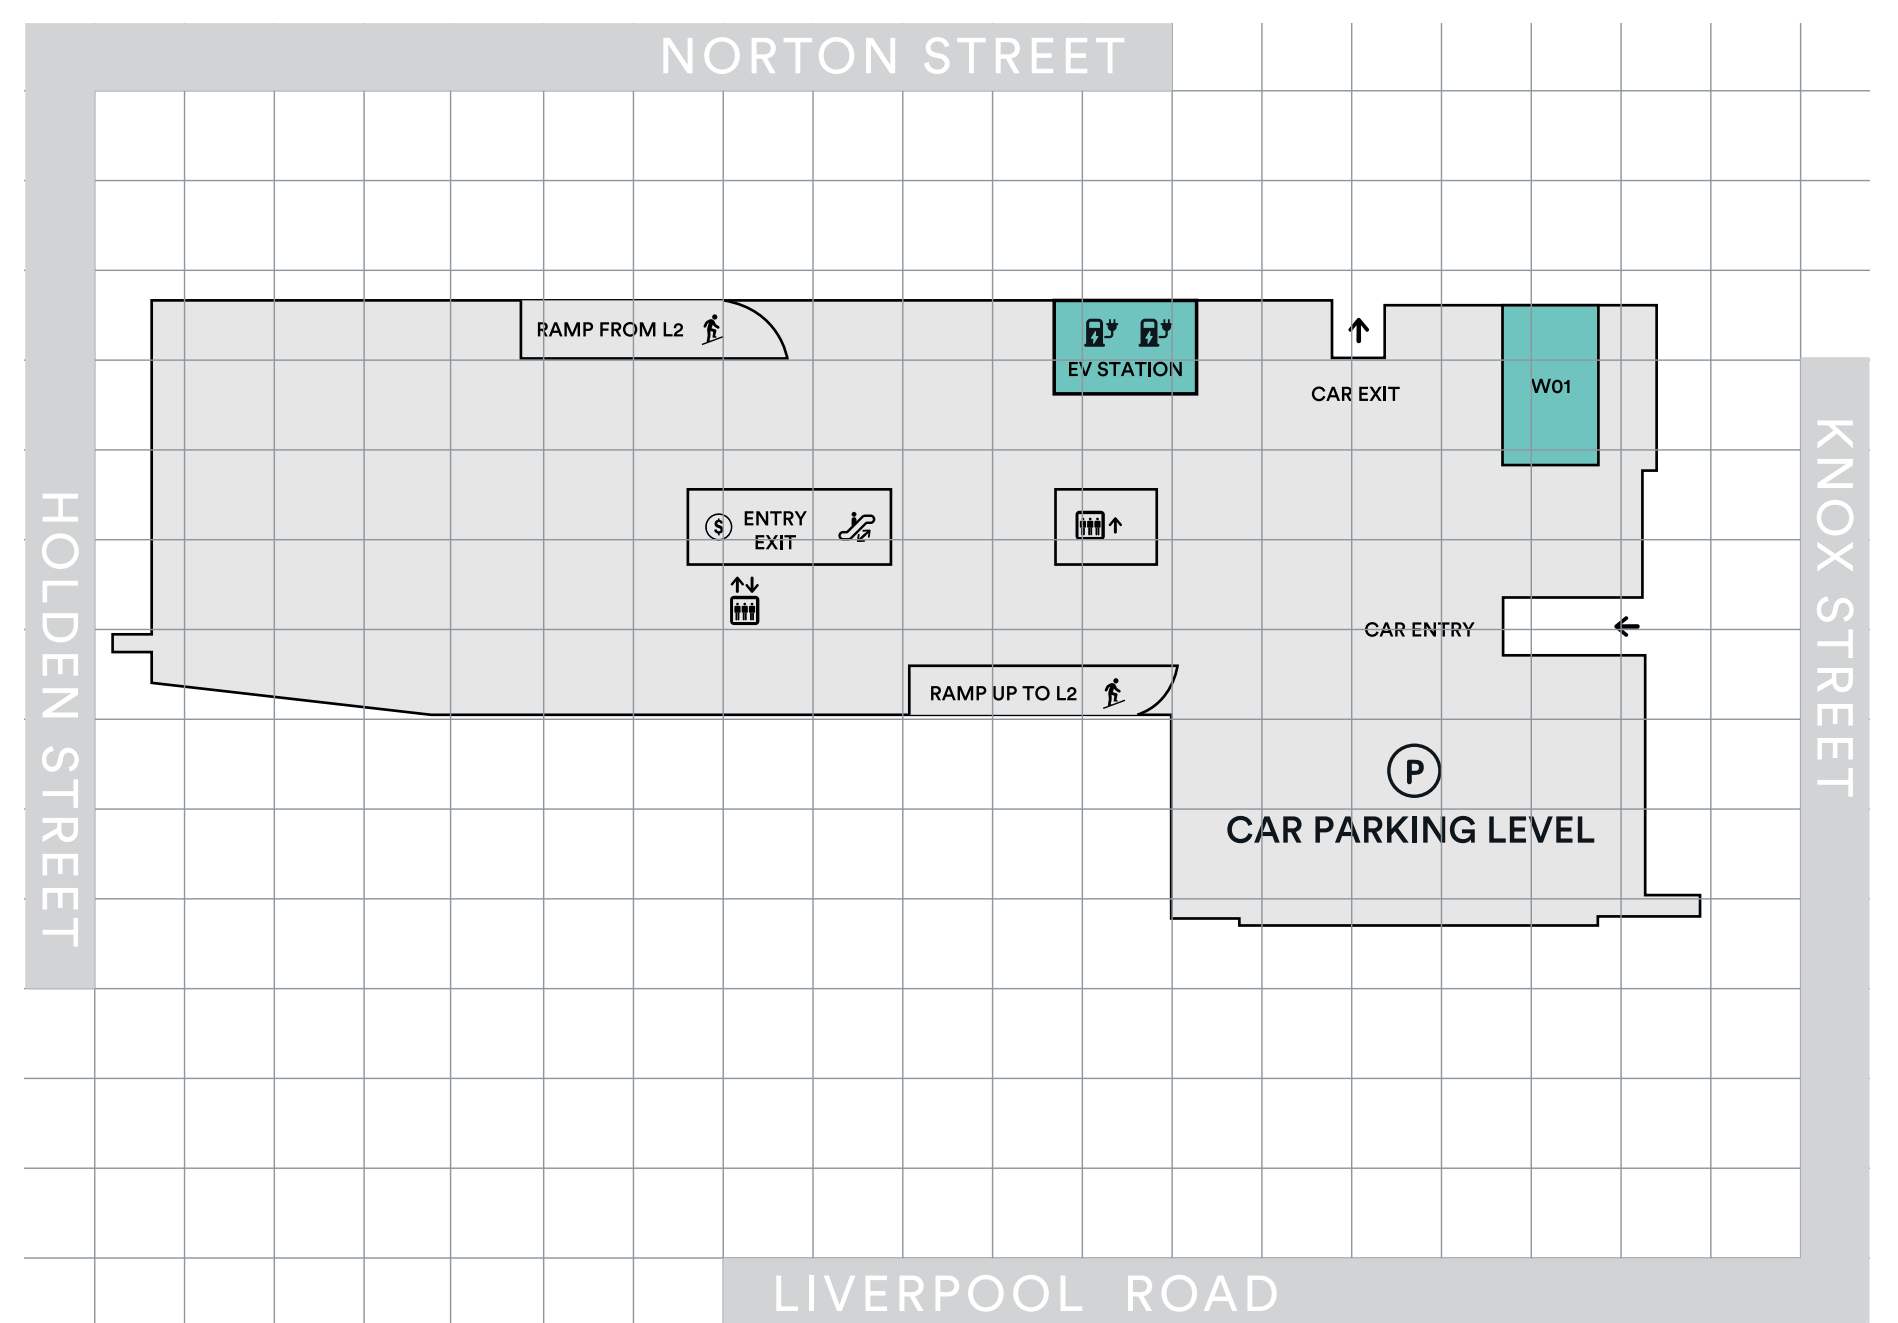 NORTON STREET
RAMP FROM L2
EV STATION
CAR EXIT
W01
KNOX STREET
HOLDEN STREET
$
ENTRY
EXIT
CAR ENTRY
RAMP UP TO L2
P
CAR PARKING LEVEL
LIVERPOOL ROAD